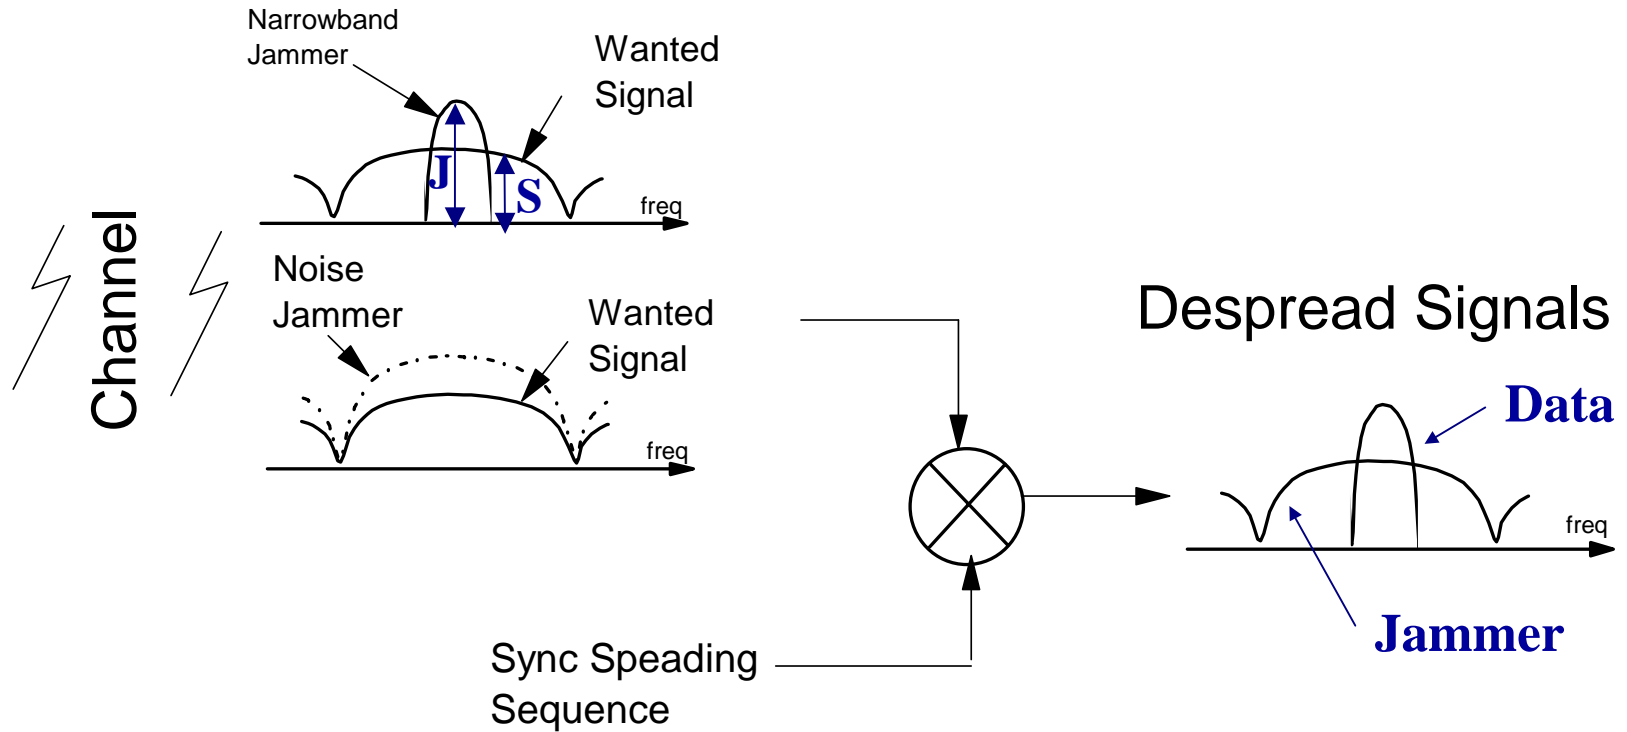 Narrowband
Jammer
Wanted
Signal
J
S
freq
Channel
Noise
Jammer
Wanted
Signal
freq
Despread Signals
Data
freq
Jammer
Sync Speading
Sequence